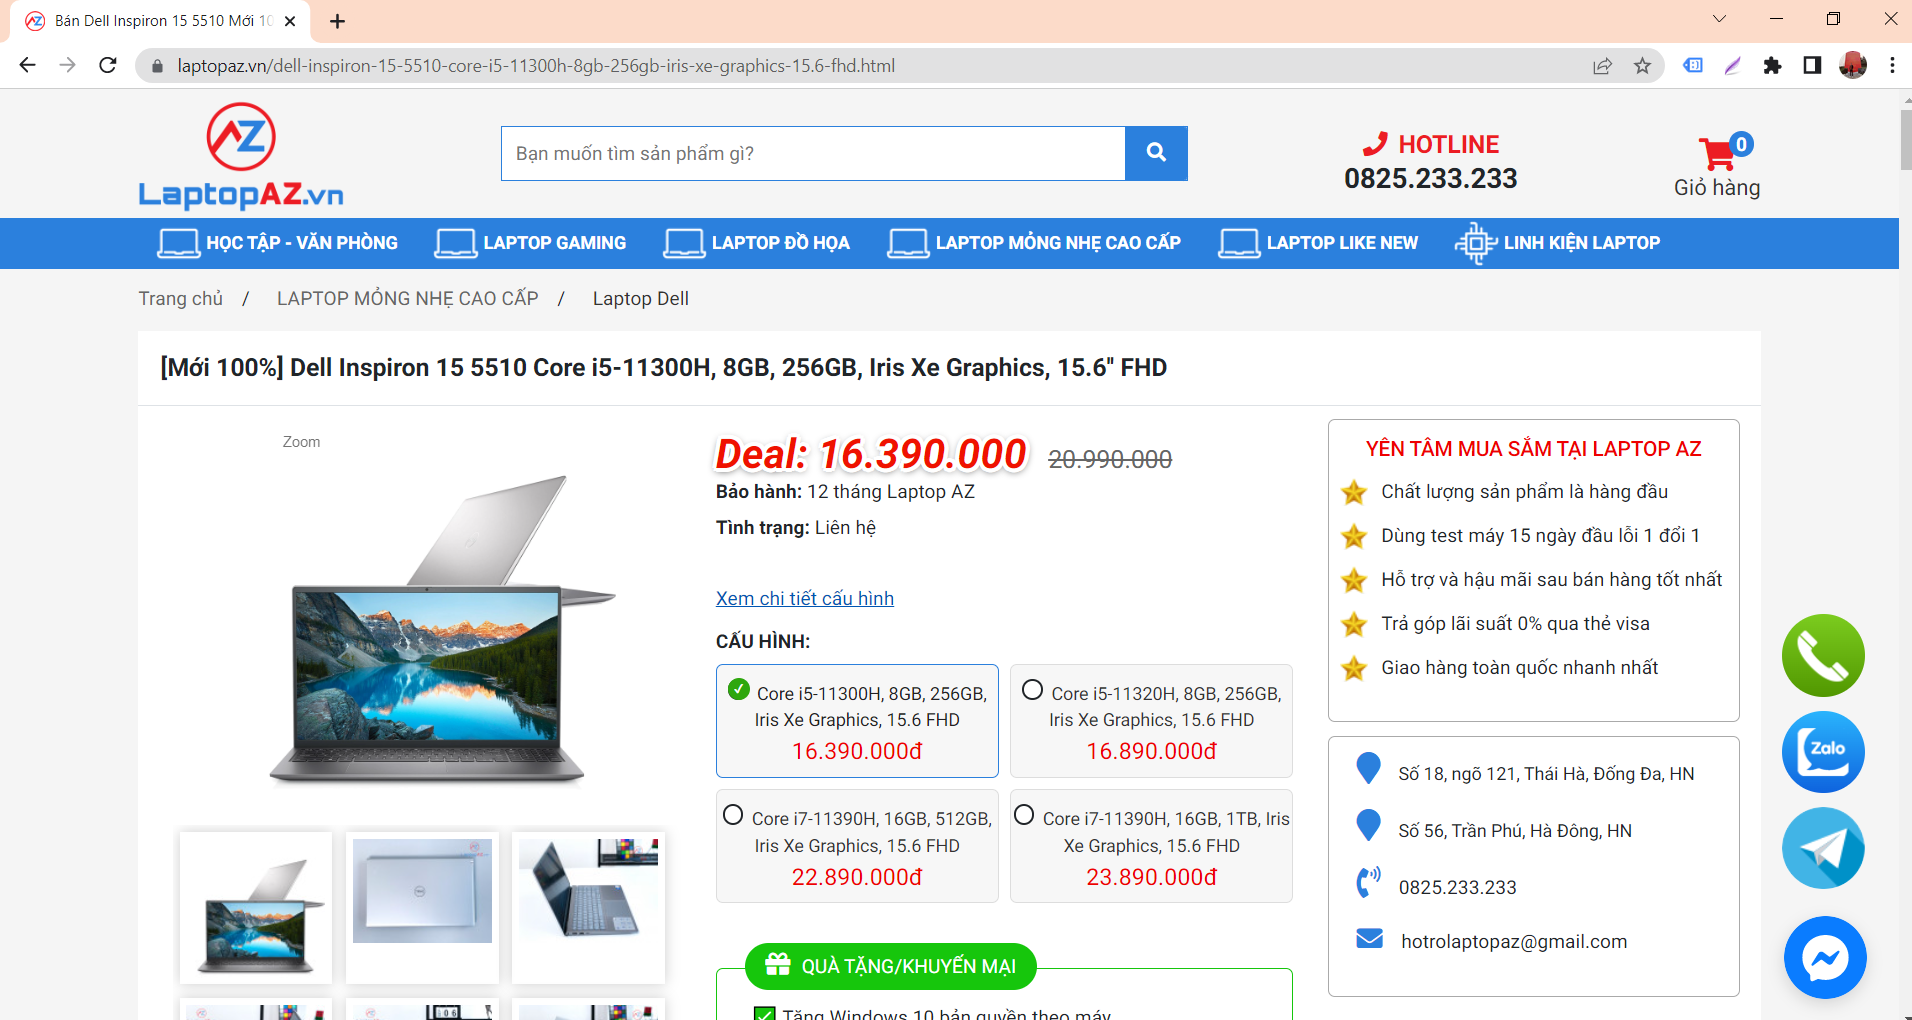 Bán Dell Inspiron 15 5510 Mới 10
laptopaz.vn/dell-inspiron-15-5510-core-i5-11300h-8gb-256gb-iris-xe-graphics-15.6-fhd.html
AZ
LaptopAZ.vn
Bạn muốn tìm sản phẩm gì?
HOTLINE
0825.233.233
0
Giỏ hàng
HỌC TẬP - VĂN PHÒNG
LAPTOP GAMING
LAPTOP ĐỒ HỌA
LAPTOP MỎNG NHẸ CAO CẤP
LAPTOP LIKE NEW
LINH KIỆN LAPTOP
Trang chủ / LAPTOP MỎNG NHẸ CAO CẤP / Laptop Dell
[Mới 100%] Dell Inspiron 15 5510 Core i5-11300H, 8GB, 256GB, Iris Xe Graphics, 15.6" FHD
Zoom
Deal: 16.390.000 20.990.000
Bảo hành: 12 tháng Laptop AZ
Tình trạng: Liên hệ
Xem chi tiết cấu hình
CẤU HÌNH:
Core i5-11300H, 8GB, 256GB,
Iris Xe Graphics, 15.6 FHD
16.390.000đ
Core i5-11320H, 8GB, 256GB,
Iris Xe Graphics, 15.6 FHD
16.890.000đ
Core i7-11390H, 16GB, 512GB,
Iris Xe Graphics, 15.6 FHD
22.890.000đ
Core i7-11390H, 16GB, 1TB, Iris
Xe Graphics, 15.6 FHD
23.890.000đ
QUÀ TẶNG/KHUYẾN MẠI
Tặng Windows 10 bản quyền theo máy
YÊN TÂM MUA SẮM TẠI LAPTOP AZ
Chất lượng sản phẩm là hàng đầu
Dùng test máy 15 ngày đầu lỗi 1 đổi 1
Hỗ trợ và hậu mãi sau bán hàng tốt nhất
Trả góp lãi suất 0% qua thẻ visa
Giao hàng toàn quốc nhanh nhất
Số 18, ngõ 121, Thái Hà, Đống Đa, HN
Số 56, Trần Phú, Hà Đông, HN
0825.233.233
hotrolaptopaz@gmail.com
Zalo